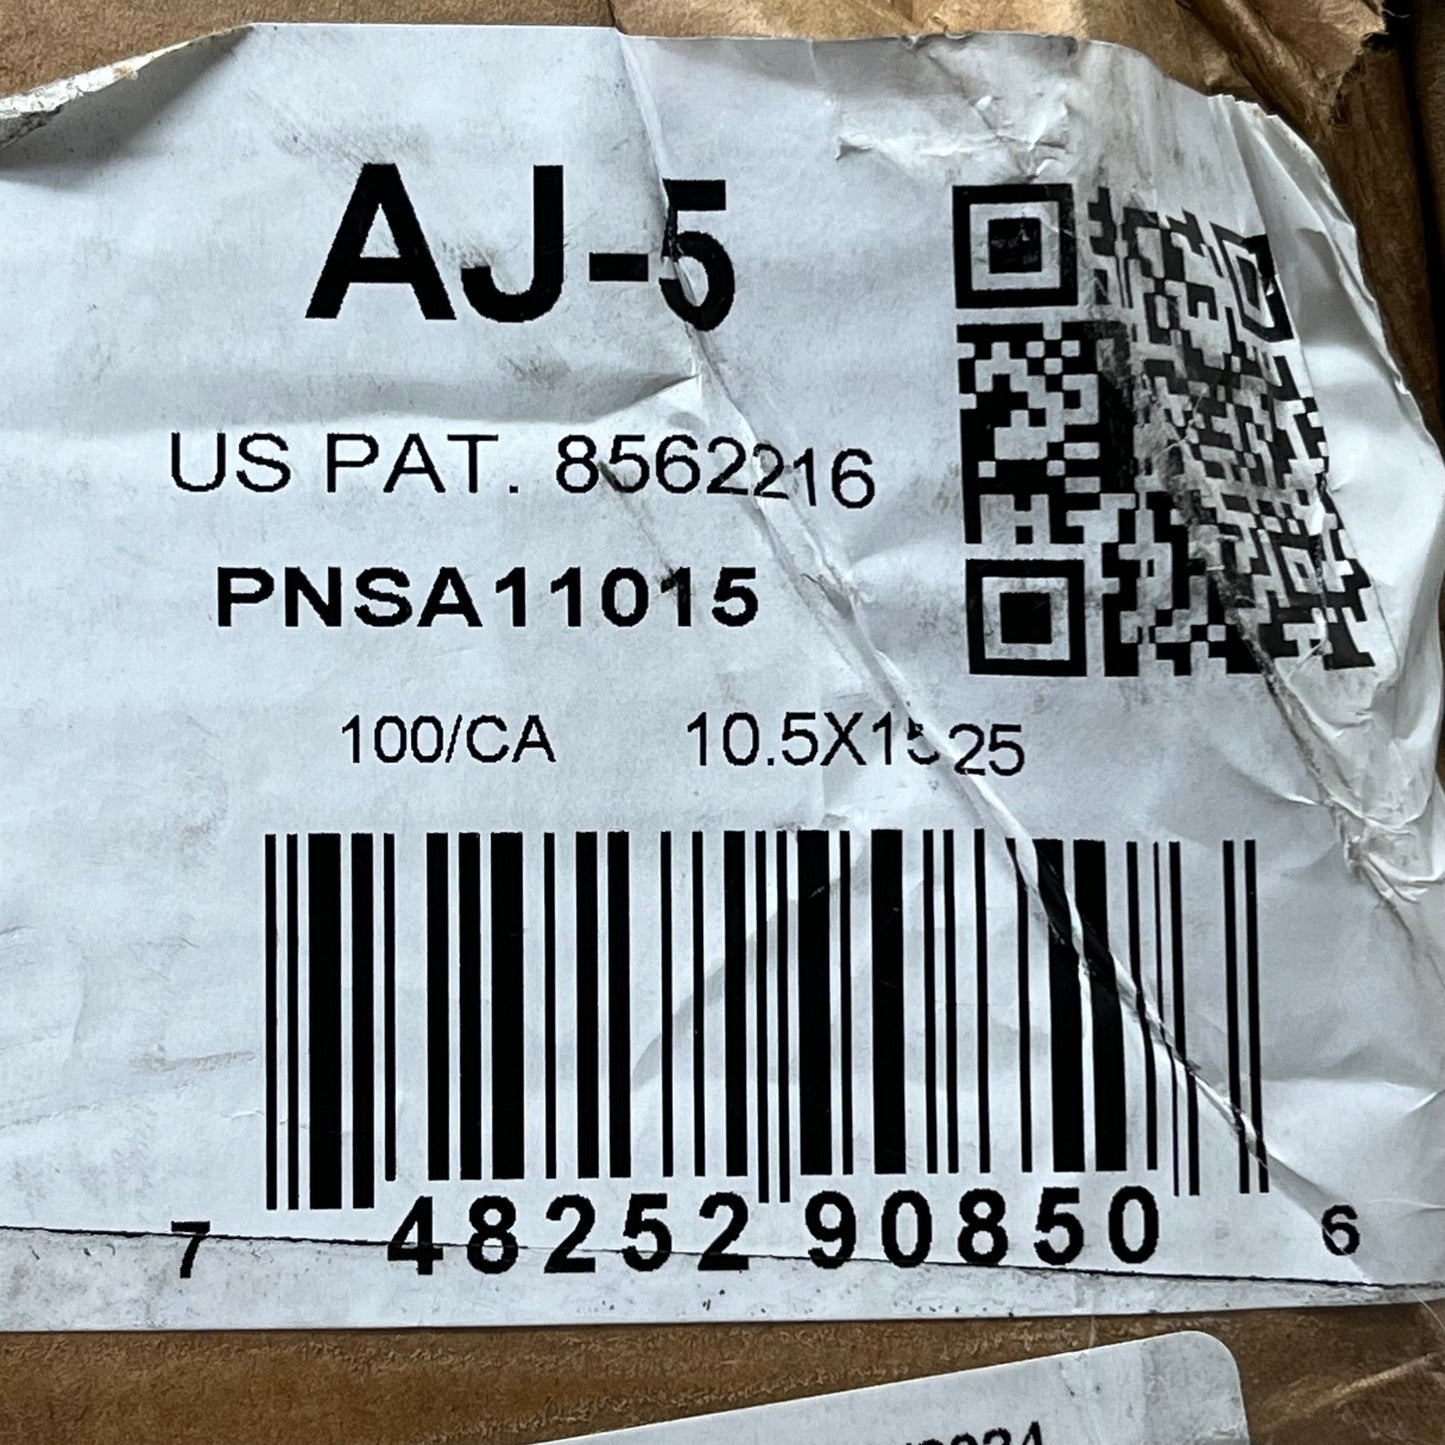 AJ-5
US PAT. 8562216
PNSA11015
100/CA 10.5X1525
7 48252 90850 6